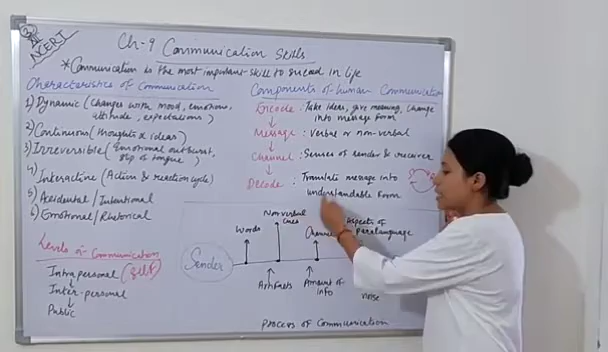 XII
NCERT
Ch-9 Communication Skills
*Communication is the most important skill to succeed in life
Characteristics of Communication
1) Dynamic (Changes with mood, emotions,
attitude, expectations)
2) Continuous (thoughts & ideas)
3) Irreversible (Emotional outburst,
slip of tongue)
4) Interactive (Action & reaction cycle)
5) Accidental / Intentional
6) Emotional / Rhetorical
Levels of Communication
Intrapersonal (Self)
↓
Inter-personal
↓
Public
Components of human Communication
Encode : Take ideas, give meaning, change
into message form
↓
Message : Verbal or non-verbal
↓
Channel : Senses of sender & receiver
↓
Decode : Translate message into
understandable form
Non verbal
cues
Words
Aspects of
Paralanguage
Sender
Artifacts
Amount of
info
noise
Process of Communication